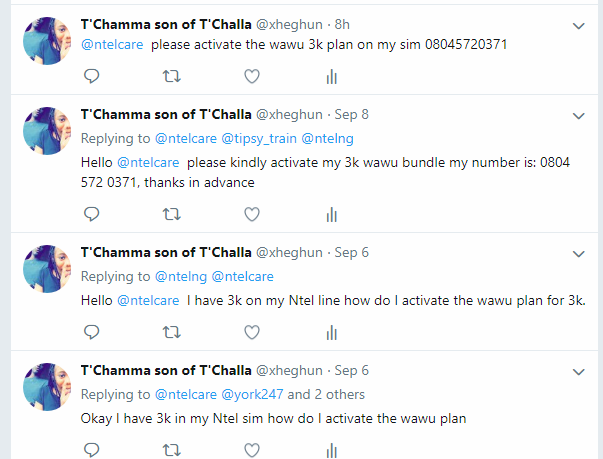 T'Chamma son of T'Challa @xheghun · 8h
@ntelcare please activate the wawu 3k plan on my sim 08045720371
T'Chamma son of T'Challa @xheghun · Sep 8
Replying to @ntelcare @tipsy_train @ntelng
Hello @ntelcare please kindly activate my 3k wawu bundle my number is: 0804
572 0371, thanks in advance
T'Chamma son of T'Challa @xheghun · Sep 6
Replying to @ntelng @ntelcare
Hello @ntelcare I have 3k on my Ntel line how do I activate the wawu plan for 3k.
T'Chamma son of T'Challa @xheghun · Sep 6
Replying to @ntelcare @york247 and 2 others
Okay I have 3k in my Ntel sim how do I activate the wawu plan